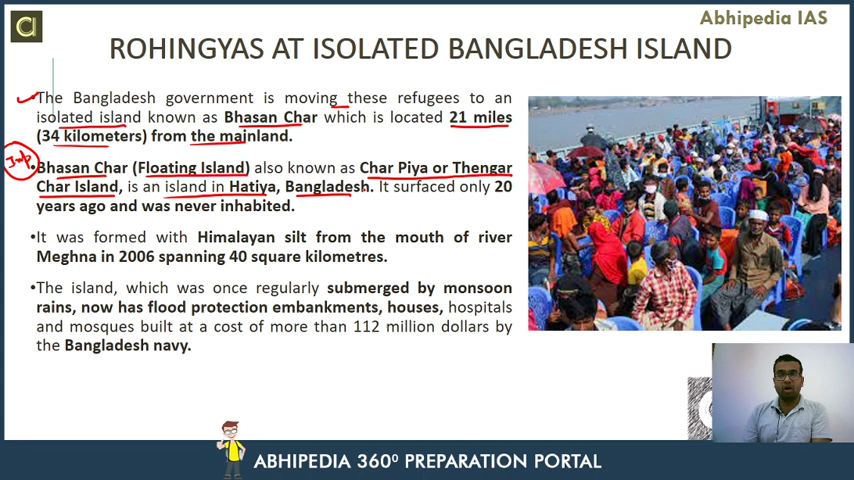 Abhipedia IAS
ROHINGYAS AT ISOLATED BANGLADESH ISLAND
•The Bangladesh government is moving these refugees to an
isolated island known as Bhasan Char which is located 21 miles
(34 kilometers) from the mainland.
Imp.
•Bhasan Char (Floating Island) also known as Char Piya or Thengar
Char Island, is an island in Hatiya, Bangladesh. It surfaced only 20
years ago and was never inhabited.
•It was formed with Himalayan silt from the mouth of river
Meghna in 2006 spanning 40 square kilometres.
•The island, which was once regularly submerged by monsoon
rains, now has flood protection embankments, houses, hospitals
and mosques built at a cost of more than 112 million dollars by
the Bangladesh navy.
ABHIPEDIA 360⁰ PREPARATION PORTAL